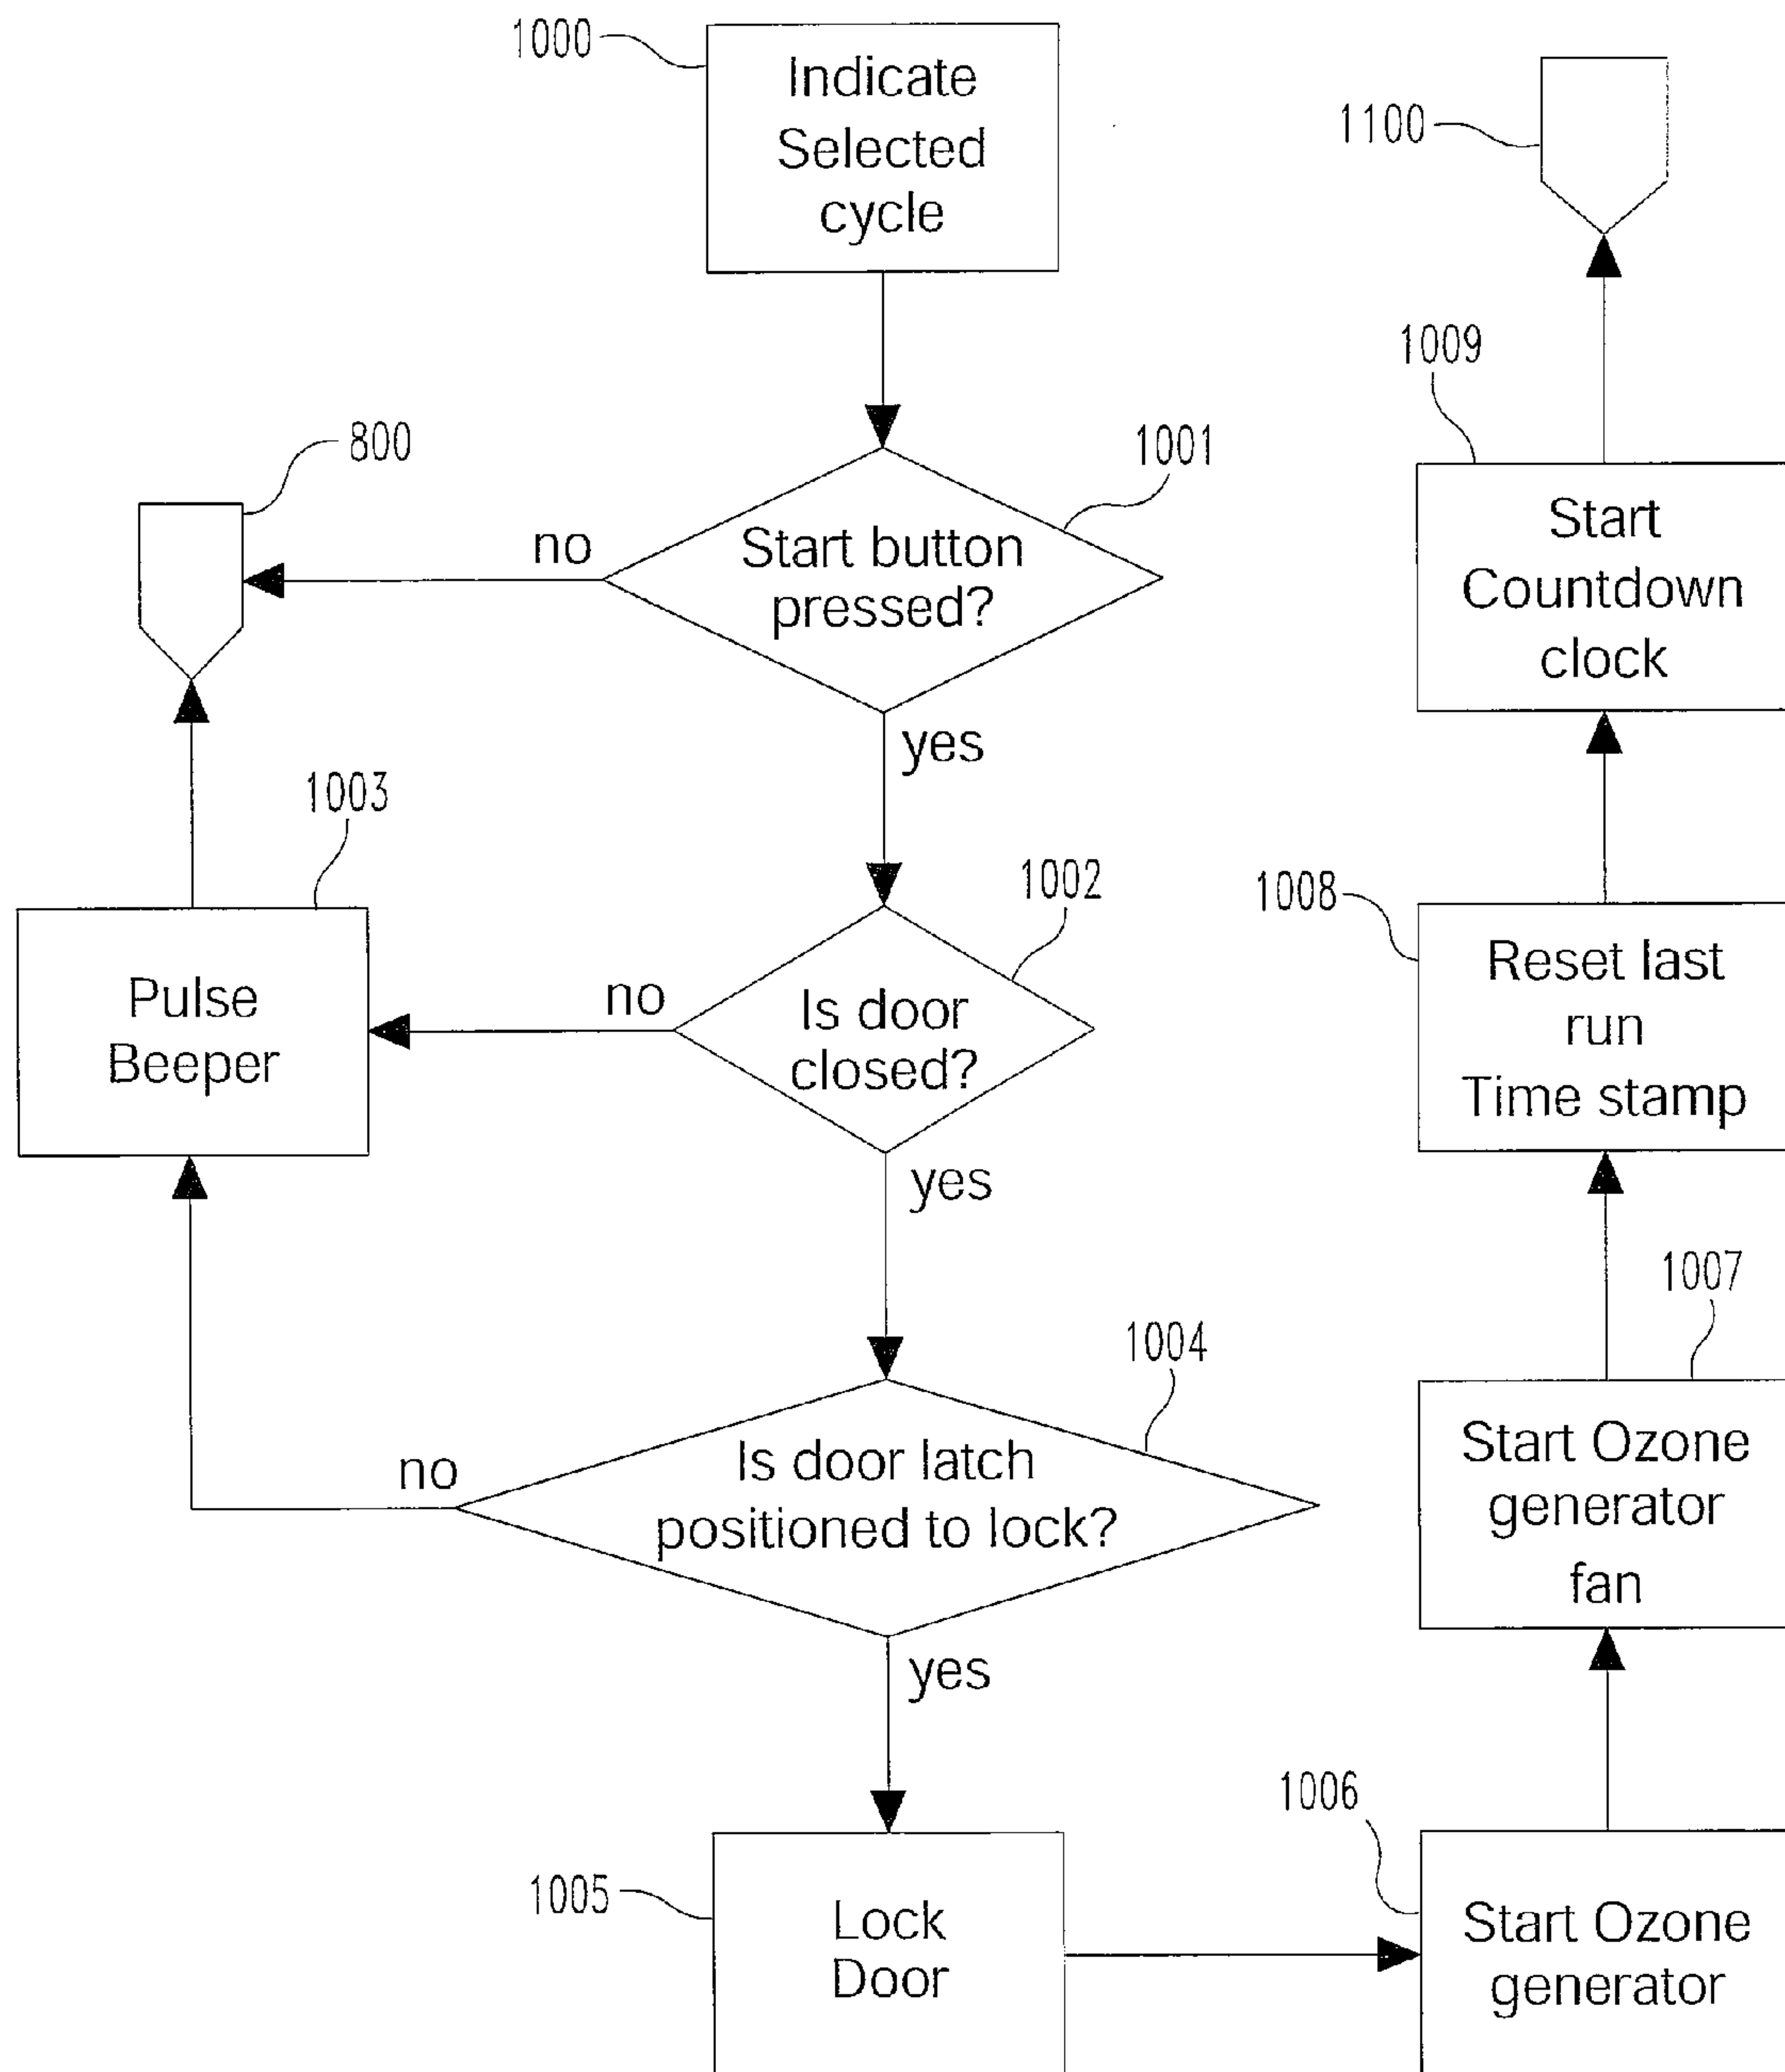 1000
Indicate
Selected
cycle
1001
Start button
pressed?
no
yes
800
1002
Is door
closed?
no
yes
1003
Pulse
Beeper
1004
Is door latch
positioned to lock?
no
yes
1005
Lock
Door
1006
Start Ozone
generator
1007
Start Ozone
generator
fan
1008
Reset last
run
Time stamp
1009
Start
Countdown
clock
1100